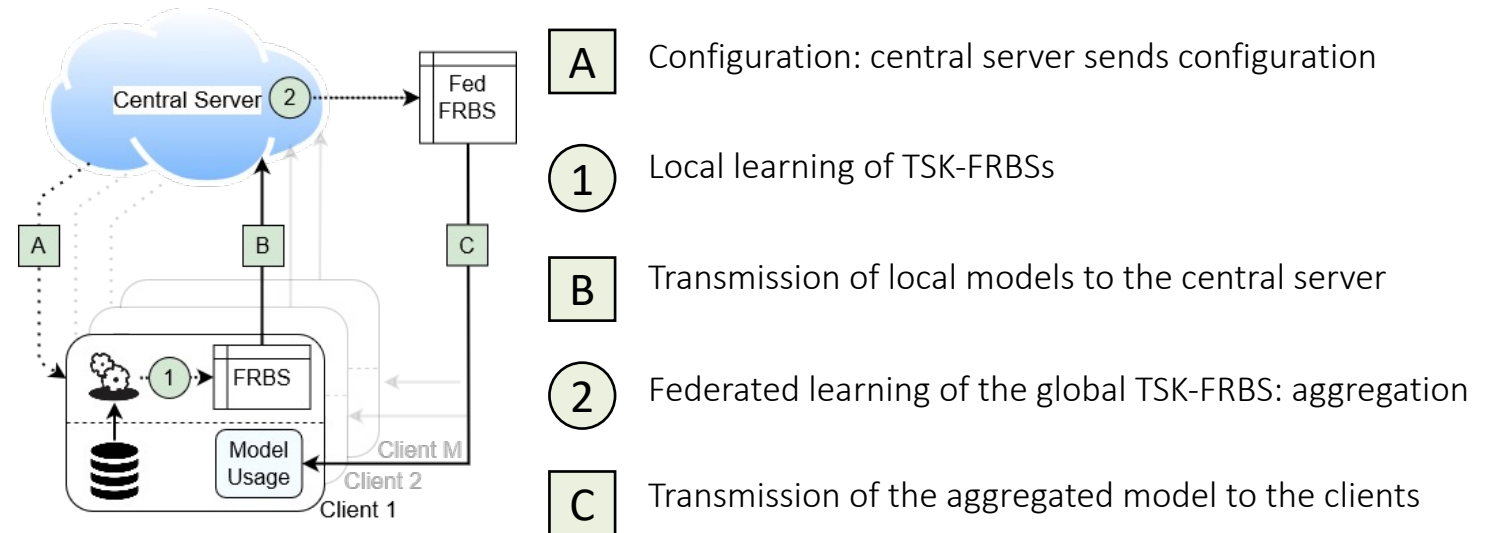 Central Server
2
Fed
FRBS
A
B
C
1
FRBS
Model
Usage
Client M
Client 2
Client 1
A Configuration: central server sends configuration
1 Local learning of TSK-FRBSs
B Transmission of local models to the central server
2 Federated learning of the global TSK-FRBS: aggregation
C Transmission of the aggregated model to the clients